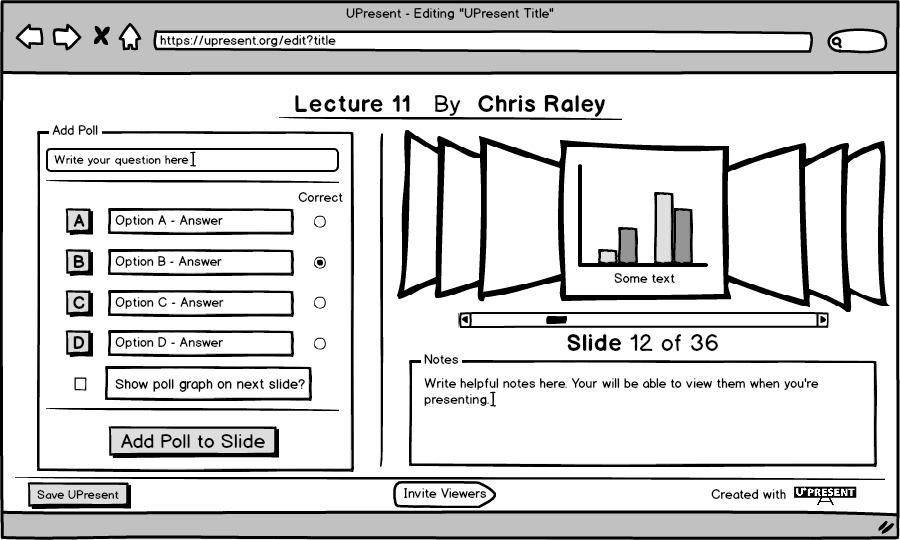 UPresent - Editing "UPresent Title"
https://upresent.org/edit?title
Lecture 11 By Chris Raley
Add Poll
Write your question here
Correct
A Option A - Answer
B Option B - Answer
C Option C - Answer
D Option D - Answer
Show poll graph on next slide?
Add Poll to Slide
Some text
Slide 12 of 36
Notes
Write helpful notes here. Your will be able to view them when you're
presenting.
Save UPresent
Invite Viewers
Created with UPRESENT